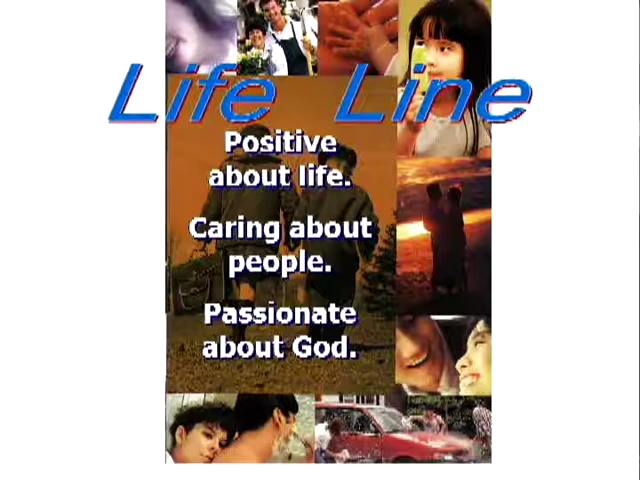 Life Line
Positive
about life.
Caring about
people.
Passionate
about God.